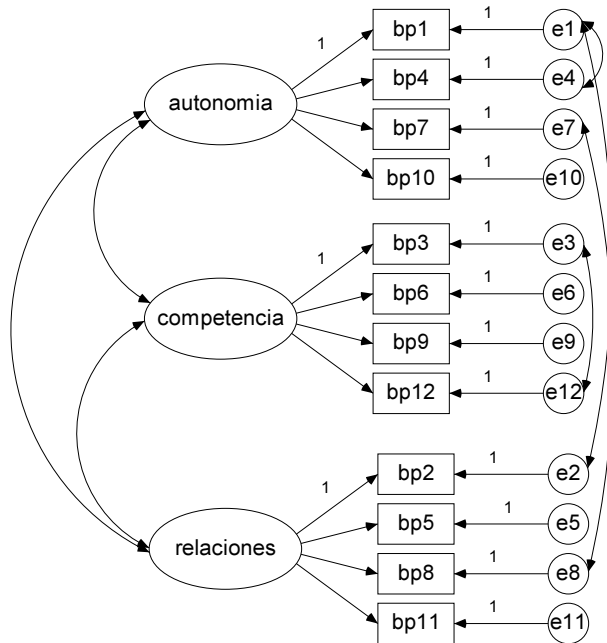 1 bp1 1 e1
bp4 1 e4
autonomia
bp7 1 e7
bp10 1 e10
1 bp3 1 e3
bp6 1 e6
competencia
bp9 1 e9
bp12 1 e12
1 bp2 1 e2
bp5 1 e5
relaciones
bp8 1 e8
bp11 1 e11